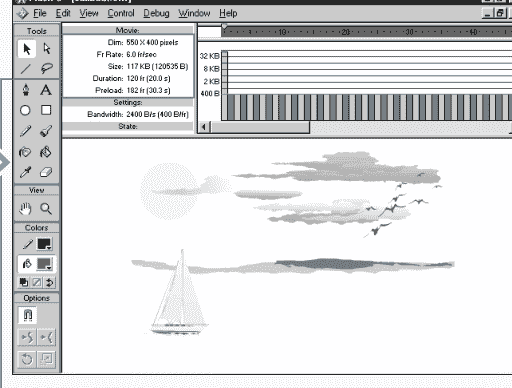 File Edit View Control Debug Window Help
Tools
Movie:
Dim: 550 X 400 pixels
Fr Rate: 6.0 fr/sec
Size: 117 KB (120535 B)
Duration: 120 fr (20.0 s)
Preload: 182 fr (30.3 s)
Settings:
Bandwidth: 2400 B/s (400 B/fr)
State:
10 20 30 40
32 KB
8 KB
2 KB
400 B
A
View
Colors
Options